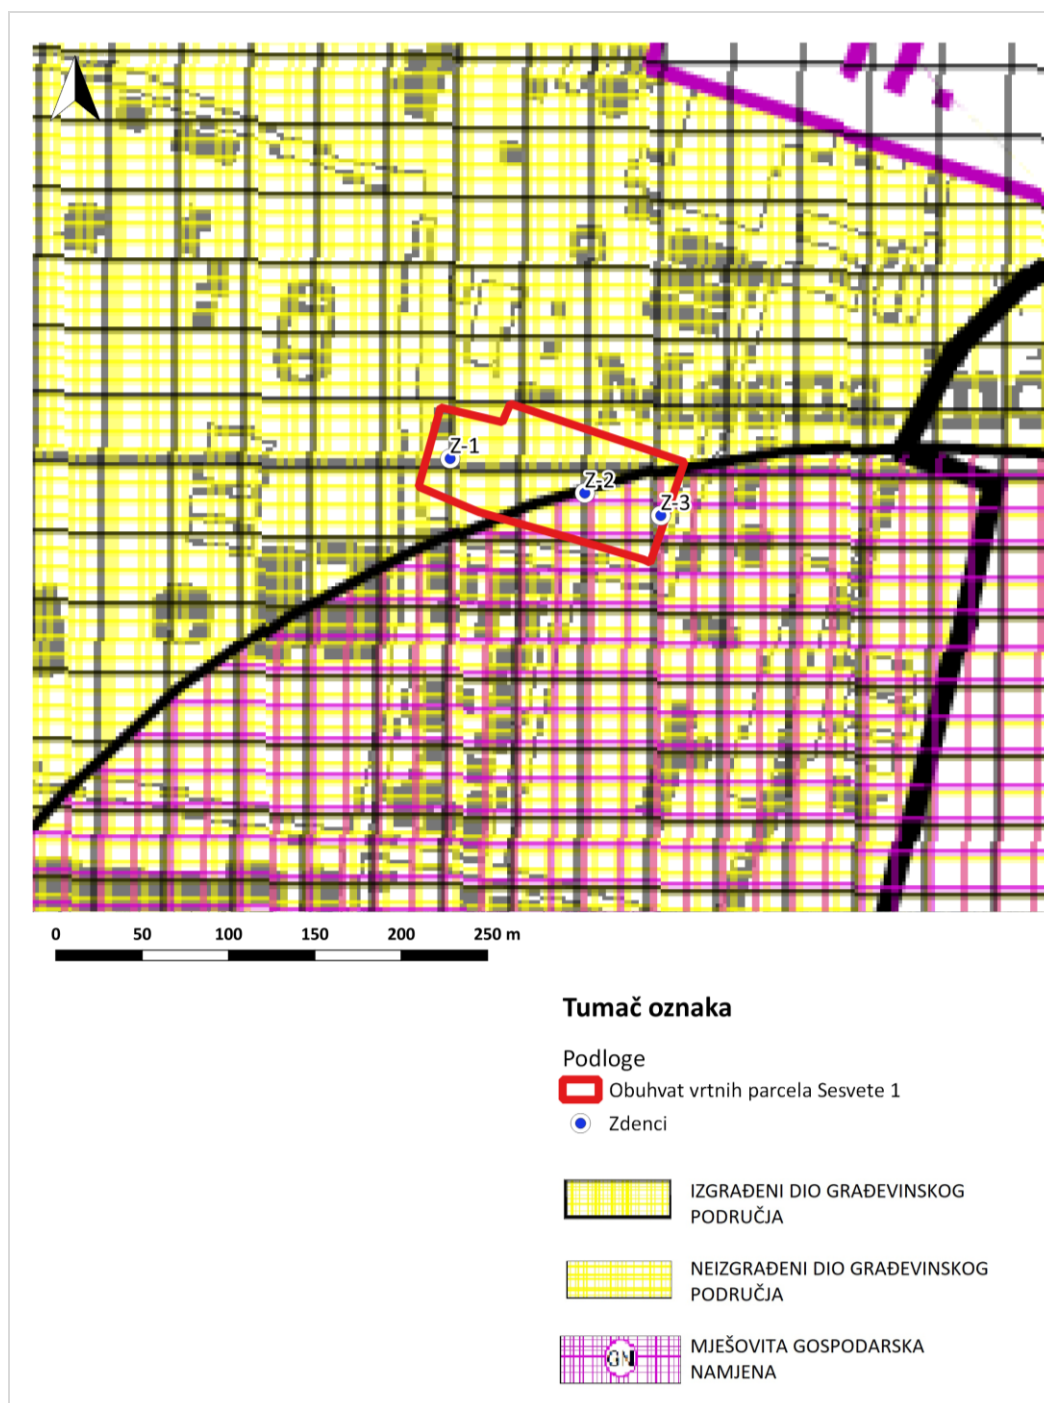 Z-1
Z-2
Z-3
0 50 100 150 200 250 m
Tumač oznaka
Podloge
Obuhvat vrtnih parcela Sesvete 1
Zdenci
IZGRAĐENI DIO GRAĐEVINSKOG
PODRUČJA
NEIZGRAĐENI DIO GRAĐEVINSKOG
PODRUČJA
GN
MJEŠOVITA GOSPODARSKA
NAMJENA